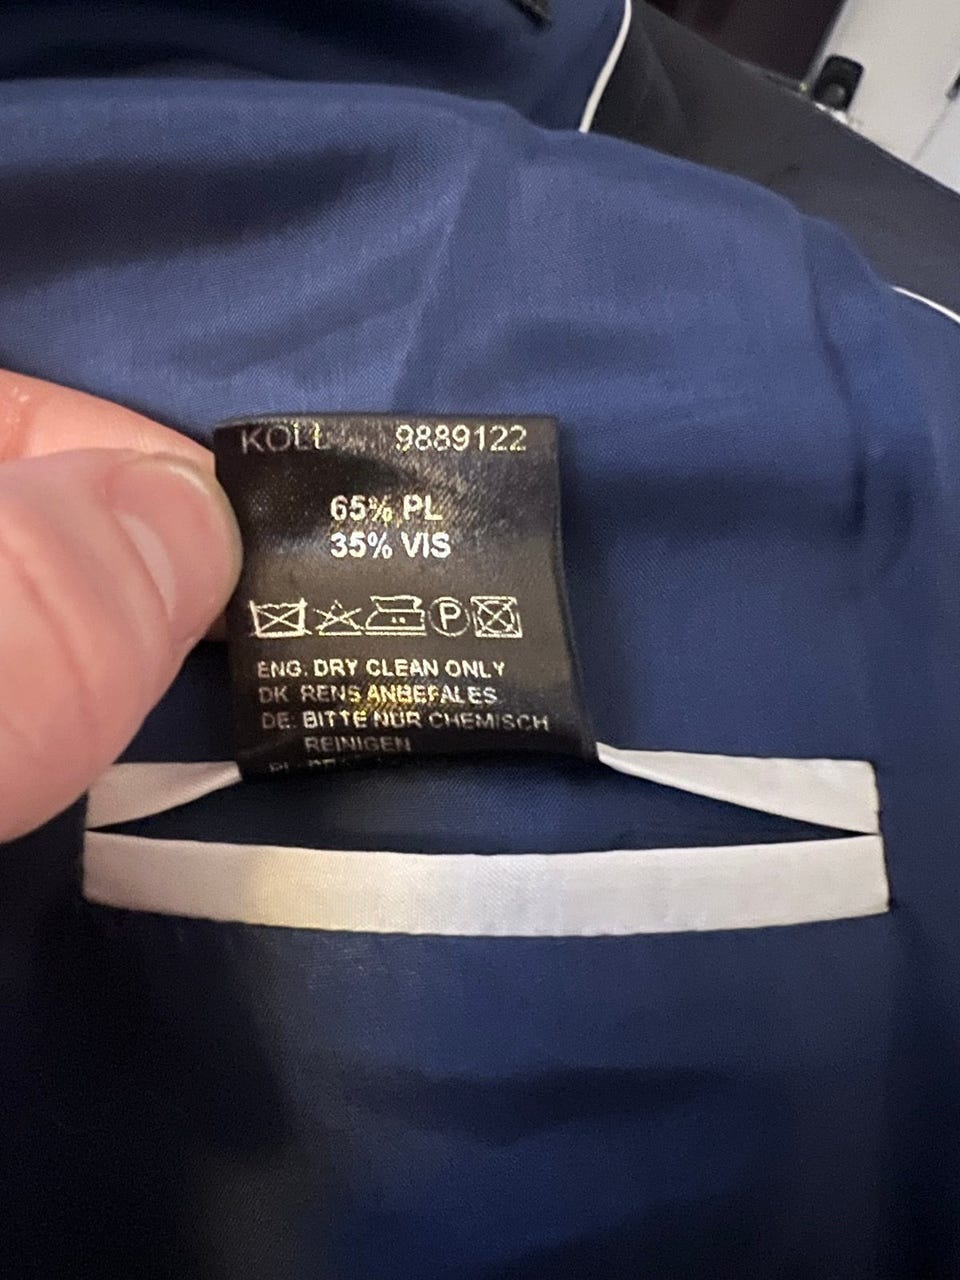 KOLL 9889122
65% PL
35% VIS
P
ENG. DRY CLEAN ONLY
DK RENS ANBEFALES
DE: BITTE NUR CHEMISCH
REINIGEN